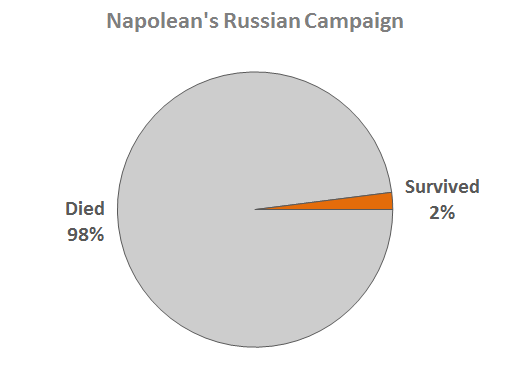 Napolean's Russian Campaign
Survived
2%
Died
98%